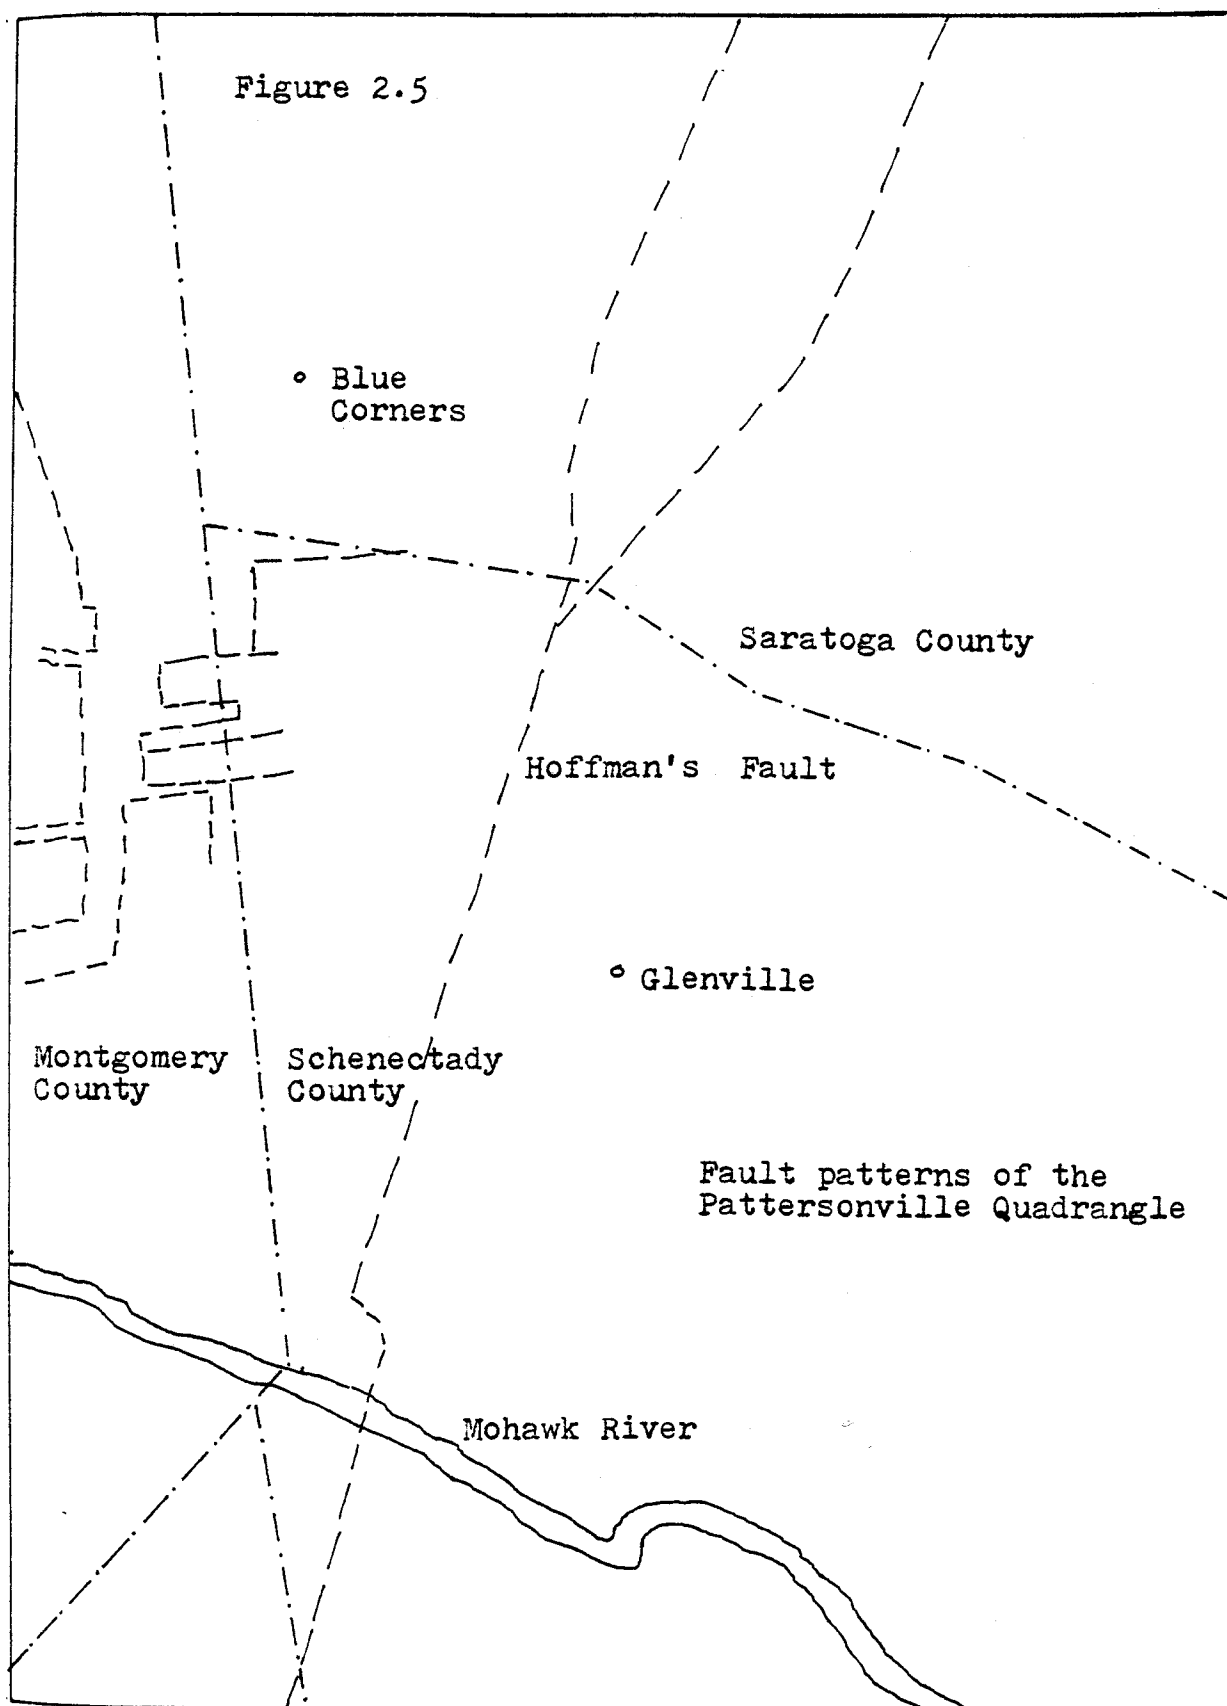 Figure 2.5
Blue
Corners
Saratoga County
Hoffman's Fault
Glenville
Montgomery
County
Schenectady
County
Fault patterns of the
Pattersonville Quadrangle
Mohawk River